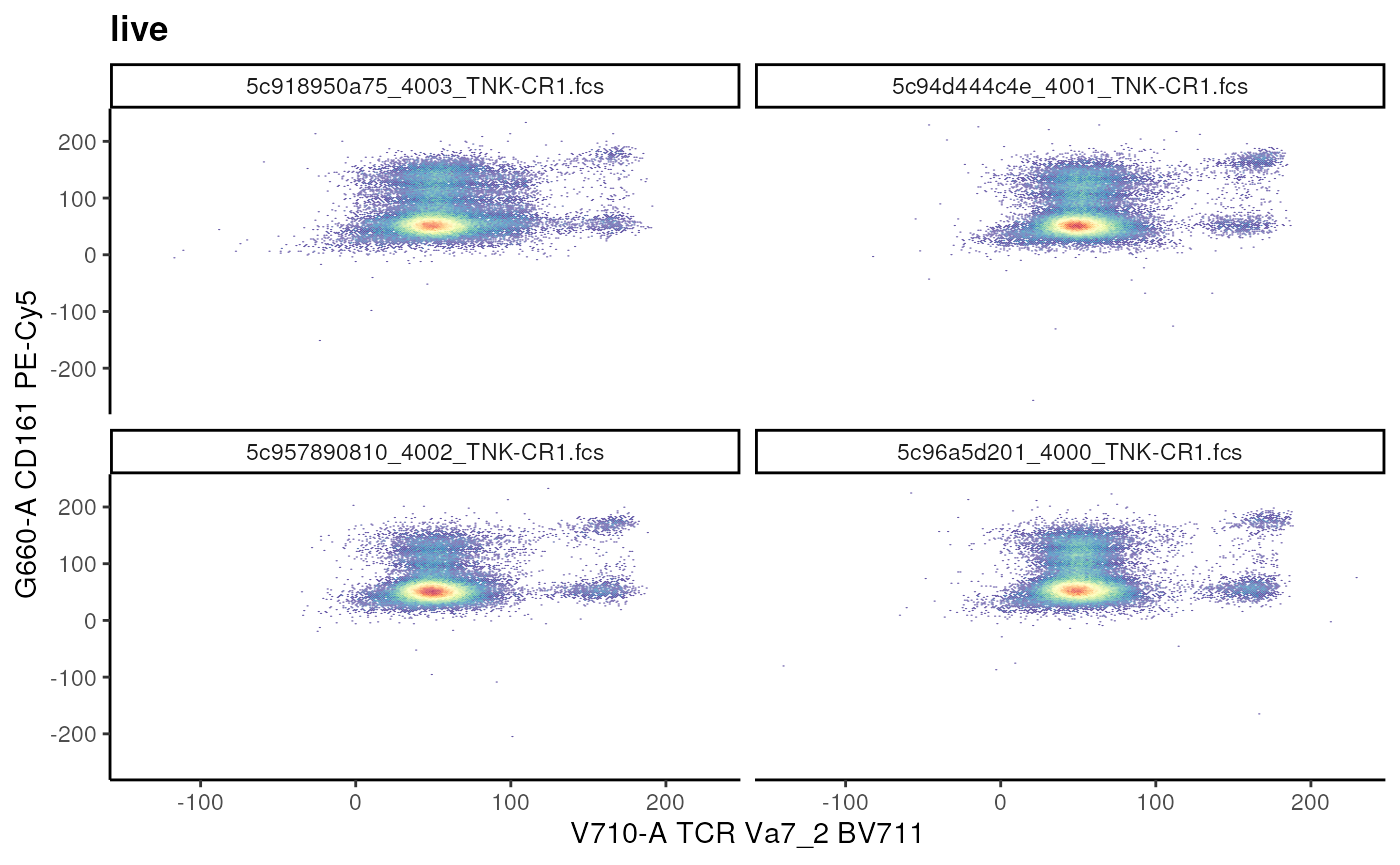 live
5c918950a75_4003_TNK-CR1.fcs
5c94d444c4e_4001_TNK-CR1.fcs
200
100
0
-100
-200
5c957890810_4002_TNK-CR1.fcs
5c96a5d201_4000_TNK-CR1.fcs
200
100
0
-100
-200
G660-A CD161 PE-Cy5
-100 0 100 200
-100 0 100 200
V710-A TCR Va7_2 BV711